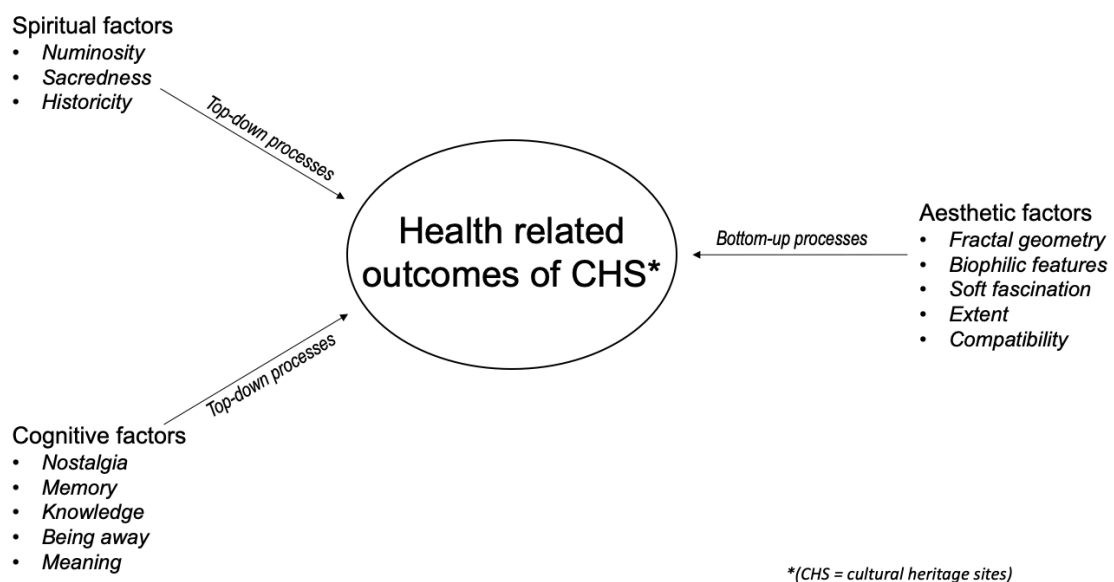 Spiritual factors
• Numinosity
• Sacredness
• Historicity
Top-down processes
Health related
outcomes of CHS*
Bottom-up processes
Aesthetic factors
• Fractal geometry
• Biophilic features
• Soft fascination
• Extent
• Compatibility
Top-down processes
Cognitive factors
• Nostalgia
• Memory
• Knowledge
• Being away
• Meaning
*(CHS = cultural heritage sites)